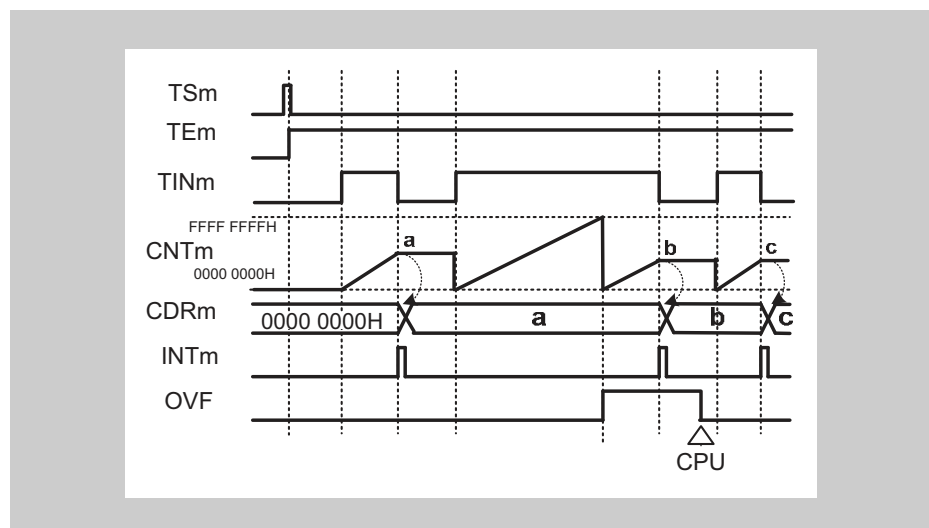 TSm
TEm
TINm
FFFF FFFFH
CNTm
0000 0000H
a
b
c
CDRm
0000 0000H
a
b
c
INTm
OVF
CPU